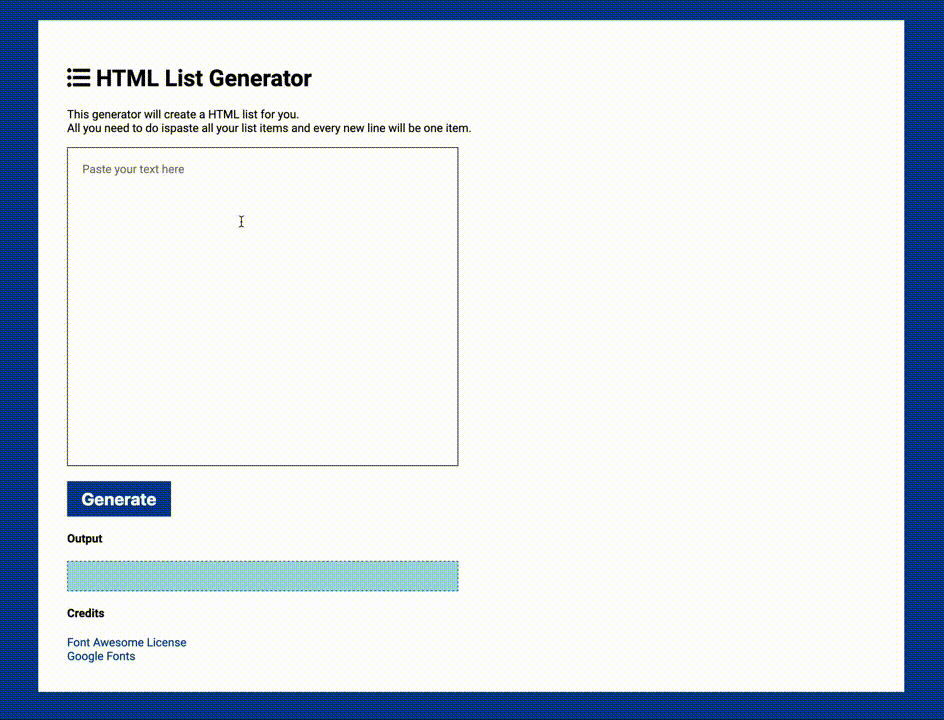 HTML List Generator
This generator will create a HTML list for you.
All you need to do ispaste all your list items and every new line will be one item.
Paste your text here
Generate
Output
Credits
Font Awesome License
Google Fonts